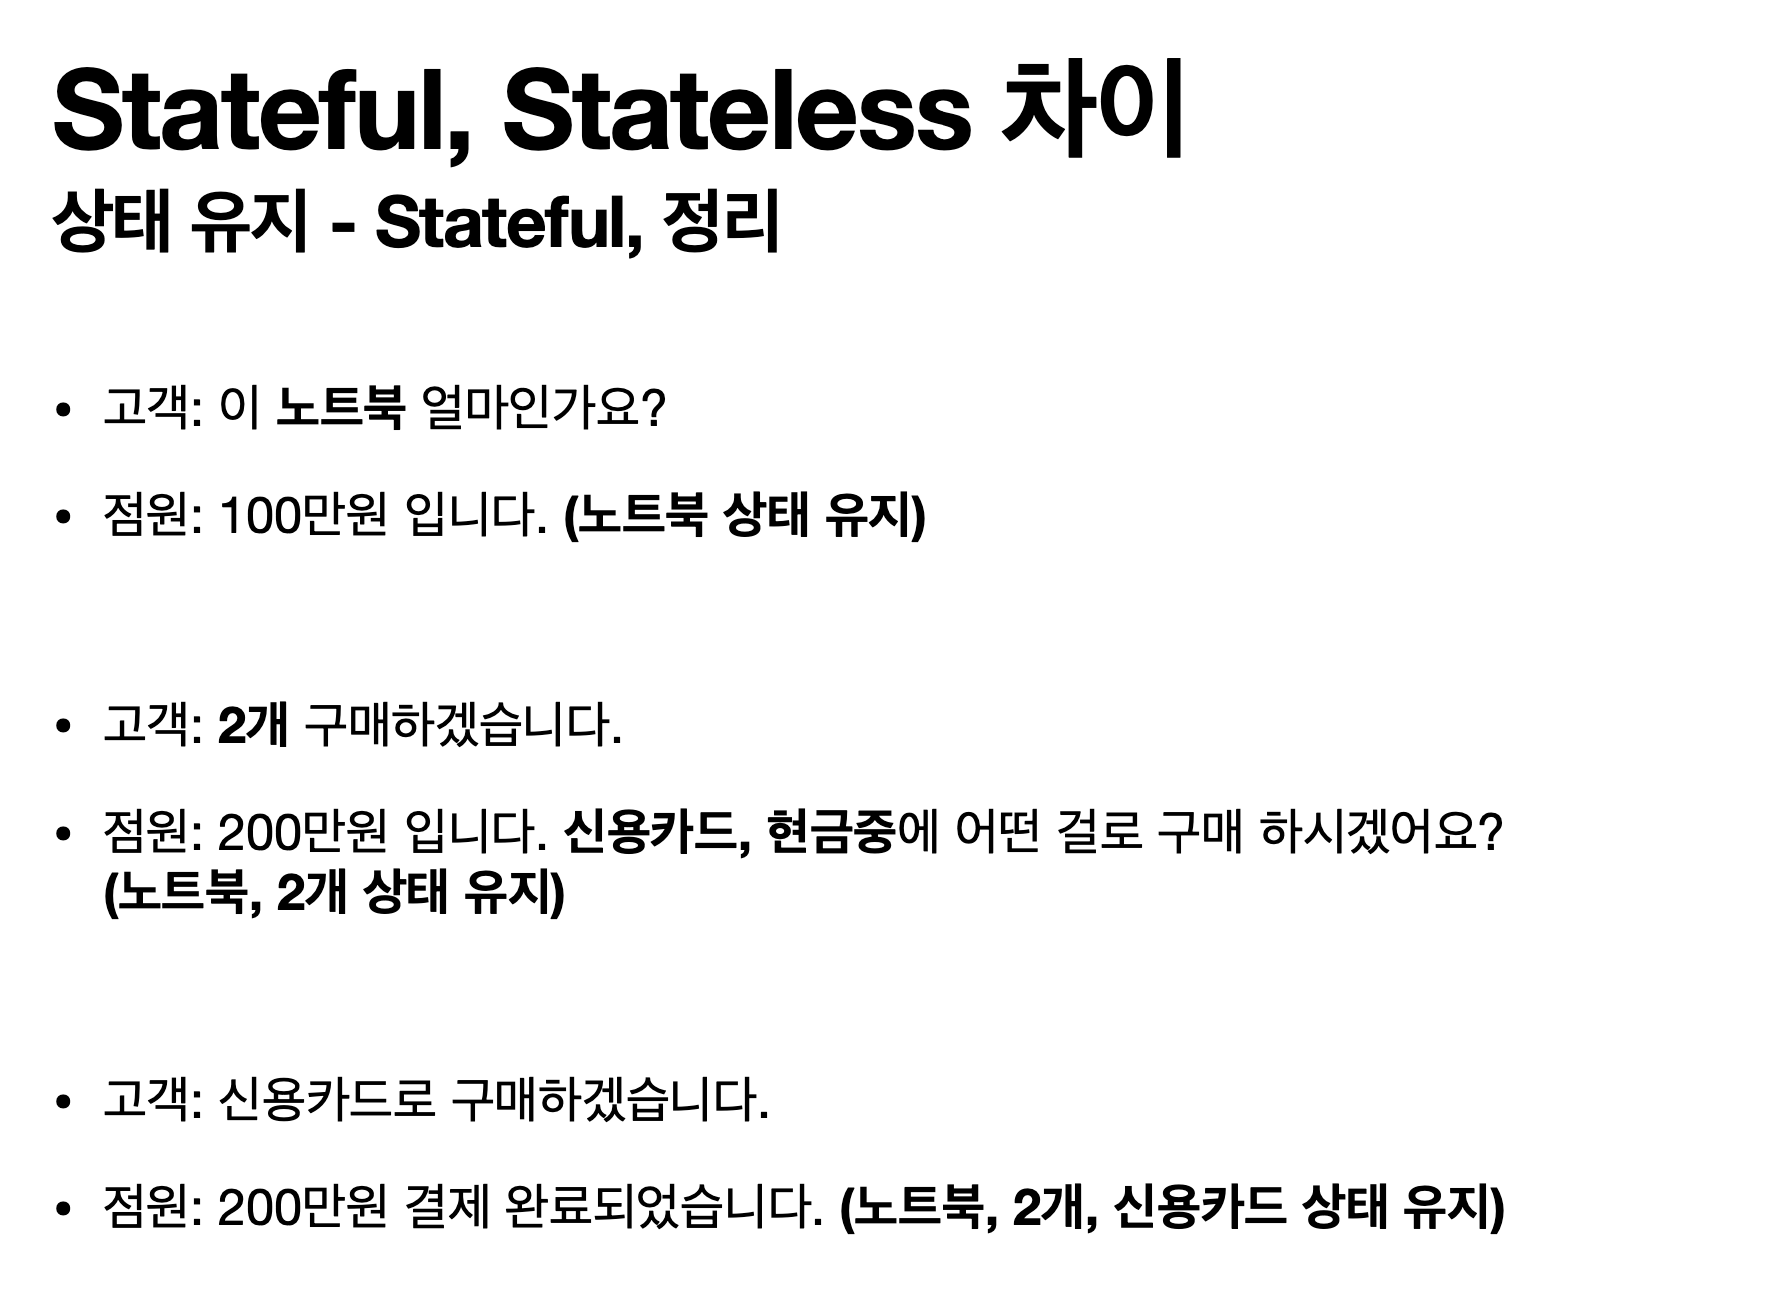 Stateful, Stateless 차이
상태 유지 - Stateful, 정리
• 고객: 이 노트북 얼마인가요?
• 점원: 100만원 입니다. (노트북 상태 유지)
• 고객: 2개 구매하겠습니다.
• 점원: 200만원 입니다. 신용카드, 현금중에 어떤 걸로 구매 하시겠어요?
(노트북, 2개 상태 유지)
• 고객: 신용카드로 구매하겠습니다.
• 점원: 200만원 결제 완료되었습니다. (노트북, 2개, 신용카드 상태 유지)